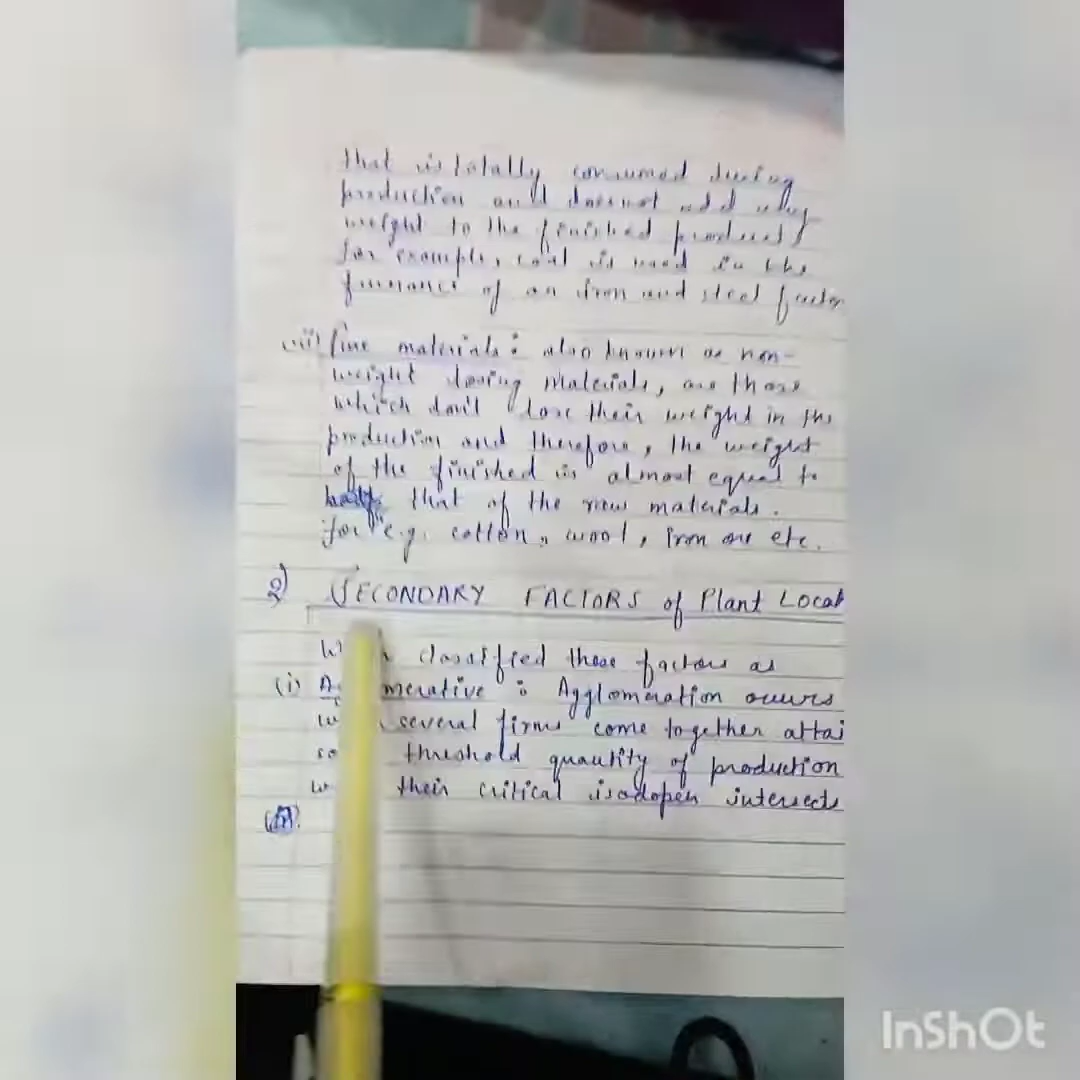 that is totally consumed during
production and doesnot add any
weight to the finished product
for example, coal is used in the
furnance of an iron and steel factor
iii) Pure materials: also known as non-
weight losing materials, are those
which don't lose their weight in the
production and therefore, the weight
of the finished is almost equal to
that of the raw materials.
for e.g. cotton, wool, iron ore etc.
2) SECONDARY FACTORS of Plant Locat
classified these factors as
(i) merative : Agglomeration occurs
several firms come together attai
threshold quantity of production
their critical isodopen intersects
InShOt